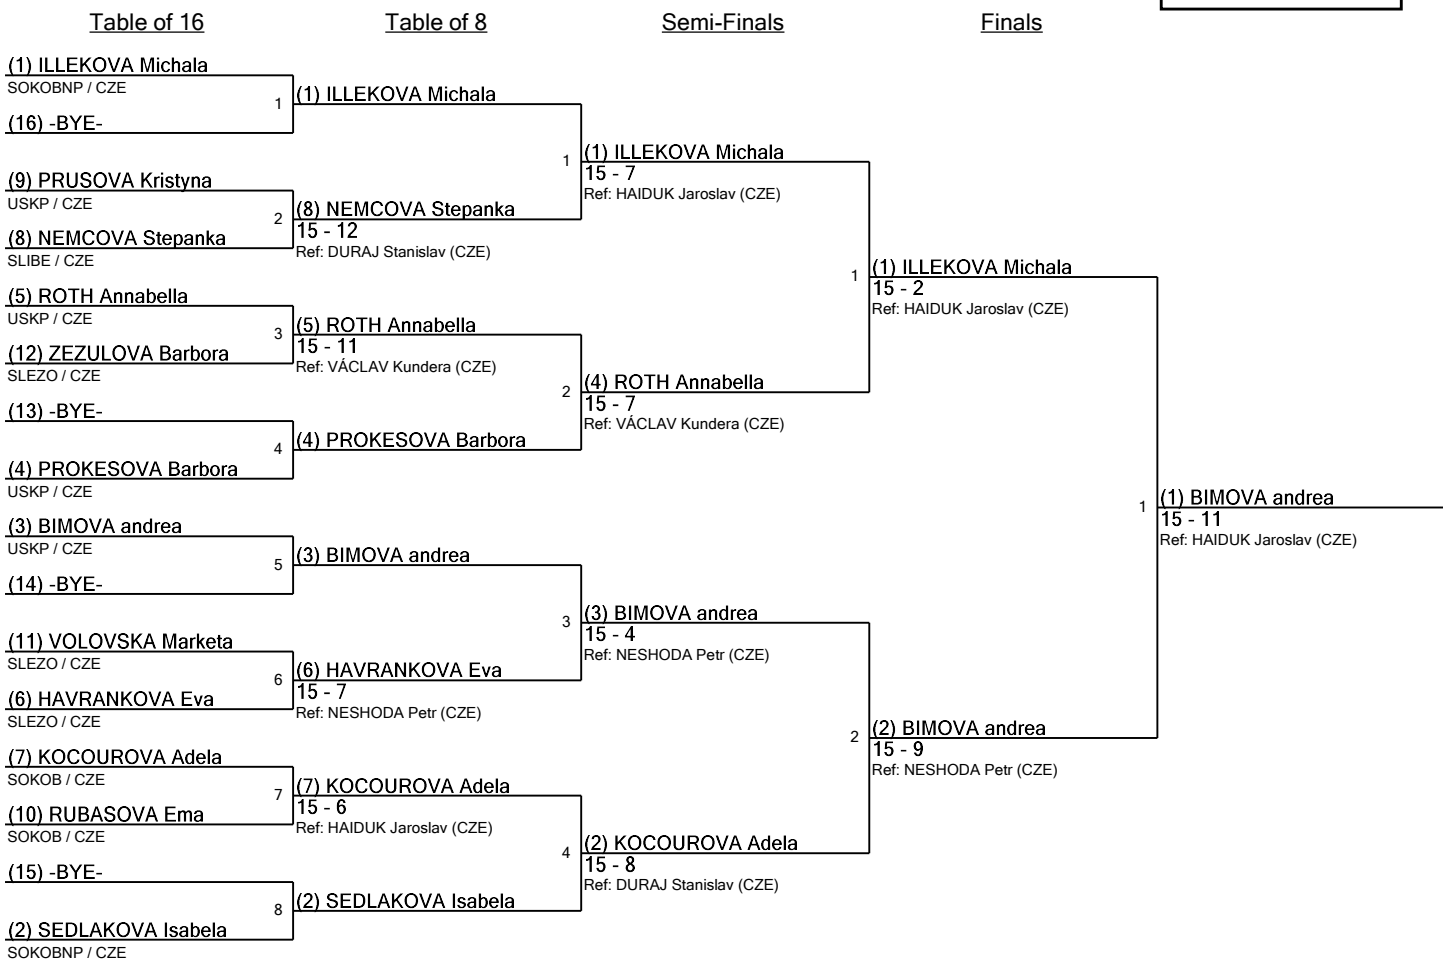 Table of 16
Table of 8
Semi-Finals
Finals
(1) ILLEKOVA Michala
SOKOBNP / CZE
1
(16) -BYE-
(9) PRUSOVA Kristyna
USKP / CZE
2
(8) NEMCOVA Stepanka
SLIBE / CZE
(5) ROTH Annabella
USKP / CZE
3
(12) ZEZULOVA Barbora
SLEZO / CZE
(13) -BYE-
4
(4) PROKESOVA Barbora
USKP / CZE
(3) BIMOVA andrea
USKP / CZE
5
(14) -BYE-
(11) VOLOVSKA Marketa
SLEZO / CZE
6
(6) HAVRANKOVA Eva
SLEZO / CZE
(7) KOCOUROVA Adela
SOKOB / CZE
7
(10) RUBASOVA Ema
SOKOB / CZE
(15) -BYE-
8
(2) SEDLAKOVA Isabela
SOKOBNP / CZE
(1) ILLEKOVA Michala
1
(8) NEMCOVA Stepanka
15 - 12
Ref: DURAJ Stanislav (CZE)
(5) ROTH Annabella
15 - 11
Ref: VÁCLAV Kundera (CZE)
2
(4) PROKESOVA Barbora
(3) BIMOVA andrea
3
(6) HAVRANKOVA Eva
15 - 7
Ref: NESHODA Petr (CZE)
(7) KOCOUROVA Adela
15 - 6
Ref: HAIDUK Jaroslav (CZE)
4
(2) SEDLAKOVA Isabela
(1) ILLEKOVA Michala
15 - 7
Ref: HAIDUK Jaroslav (CZE)
1
(4) ROTH Annabella
15 - 7
Ref: VÁCLAV Kundera (CZE)
(3) BIMOVA andrea
15 - 4
Ref: NESHODA Petr (CZE)
2
(2) KOCOUROVA Adela
15 - 8
Ref: DURAJ Stanislav (CZE)
(1) ILLEKOVA Michala
15 - 2
Ref: HAIDUK Jaroslav (CZE)
1
(2) BIMOVA andrea
15 - 9
Ref: NESHODA Petr (CZE)
(1) BIMOVA andrea
15 - 11
Ref: HAIDUK Jaroslav (CZE)